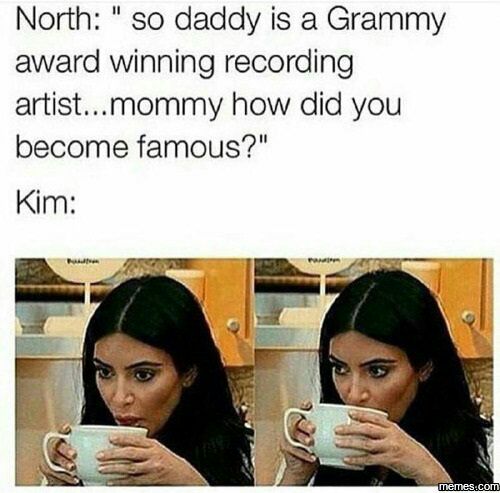 North: " so daddy is a Grammy
award winning recording
artist...mommy how did you
become famous?"
Kim:
memes.com